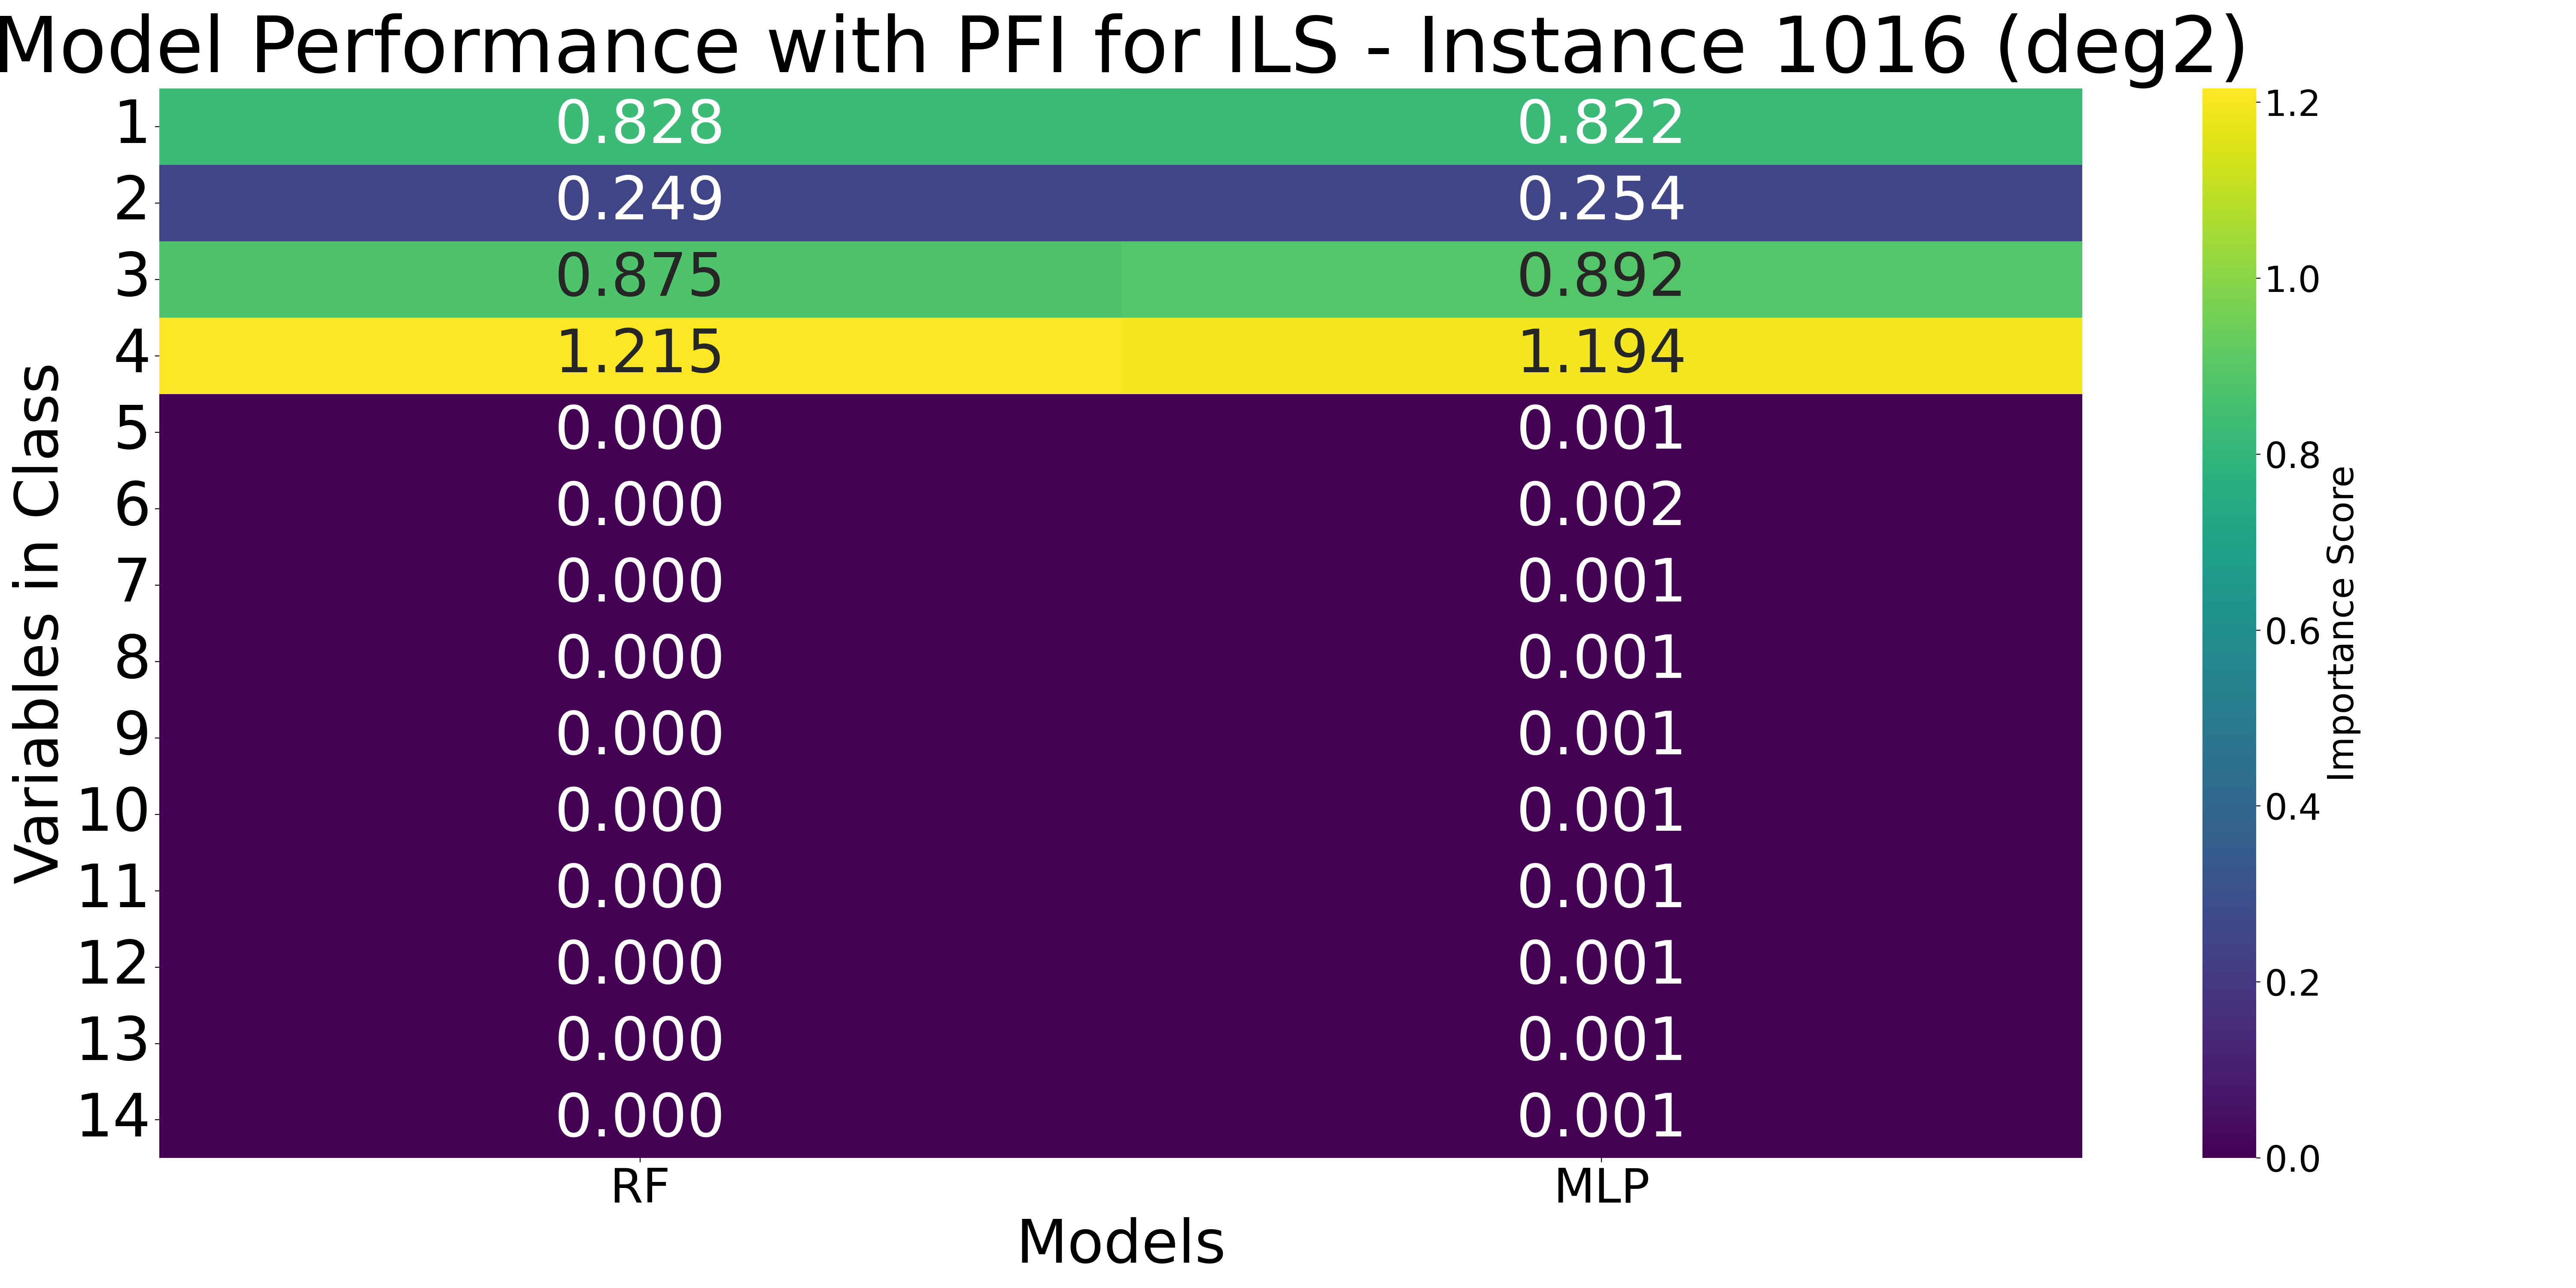 Model Performance with PFI for ILS - Instance 1016 (deg2)
Variables in Class
1 0.828 0.822
2 0.249 0.254
3 0.875 0.892
4 1.215 1.194
5 0.000 0.001
6 0.000 0.002
7 0.000 0.001
8 0.000 0.001
9 0.000 0.001
10 0.000 0.001
11 0.000 0.001
12 0.000 0.001
13 0.000 0.001
14 0.000 0.001
RF MLP
Models
1.2
1.0
0.8
0.6
0.4
0.2
0.0
Importance Score